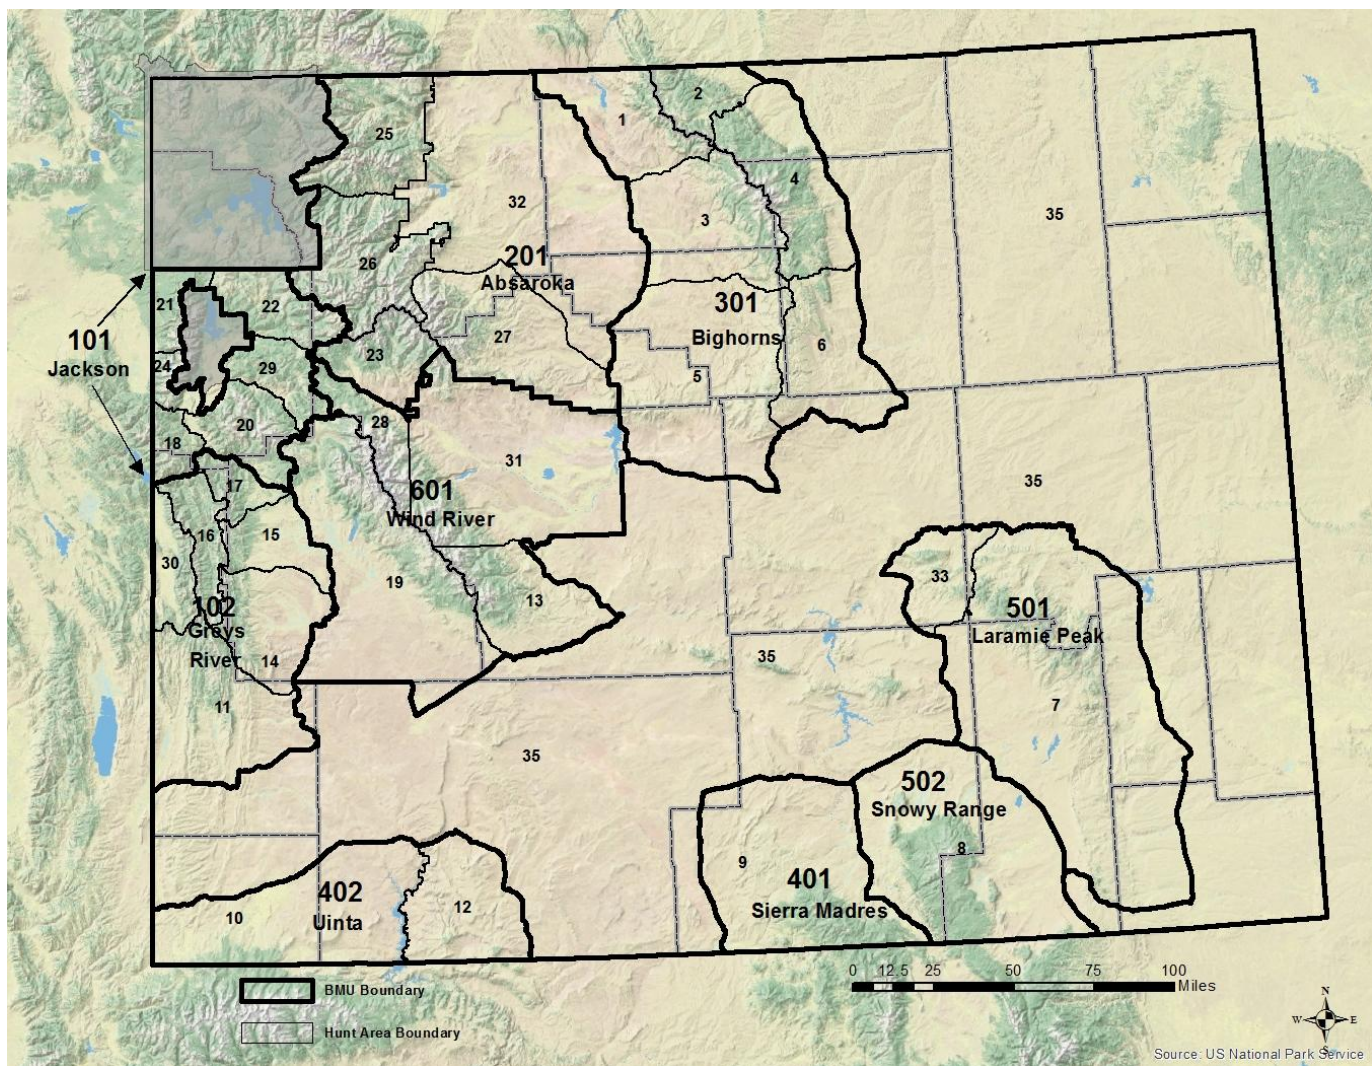 2
25
1
4
32
3
35
201
26
Absaroka
21
22
301
101
27
Bighorns
23
6
Jackson
24
29
5
28
20
18
31
35
17
601
Wind River
15
16
30
33
19
13
102
501
Greys
Laramie Peak
River
35
14
11
7
35
502
Snowy Range
8
9
401
402
Sierra Madres
12
10
Uinta
0 12.5 25 50 75 100
Miles
BMU Boundary
Hunt Area Boundary
N
W E
S
Source: US National Park Service